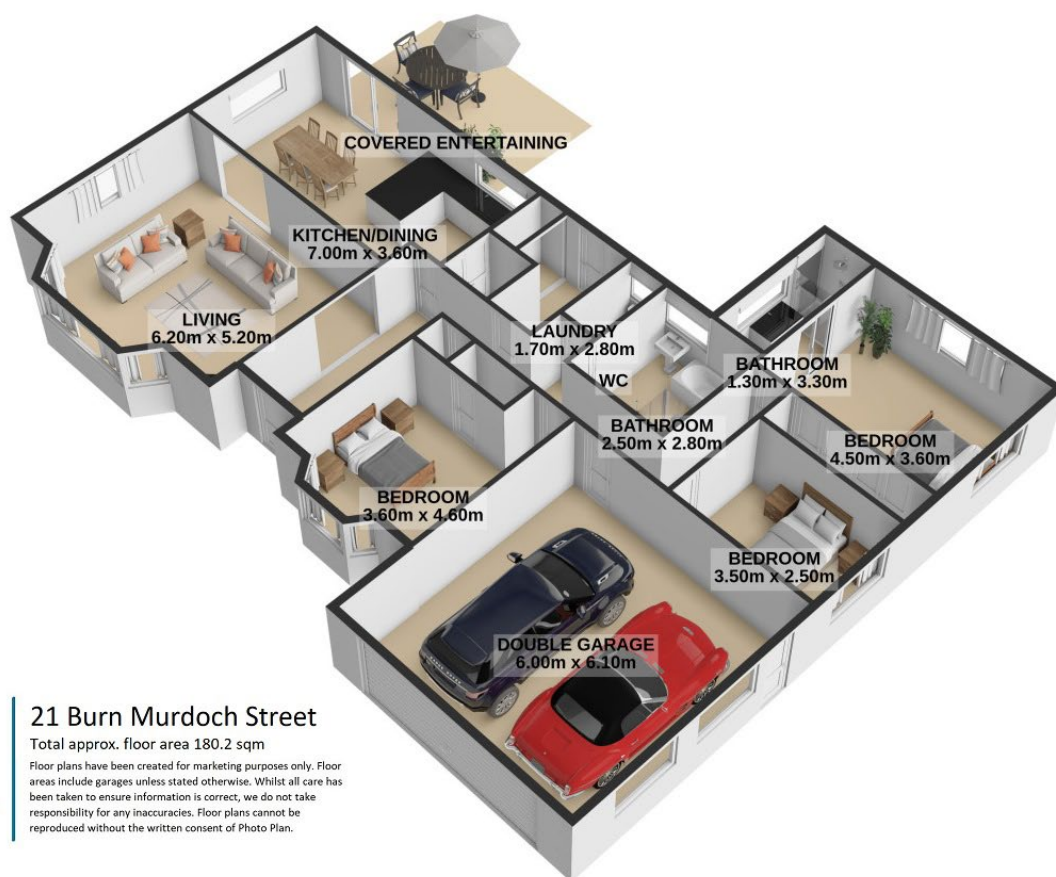 COVERED ENTERTAINING
KITCHEN/DINING
7.00m x 3.60m
LIVING
6.20m x 5.20m
LAUNDRY
1.70m x 2.80m
WC
BATHROOM
1.30m x 3.30m
BATHROOM
2.50m x 2.80m
BEDROOM
4.50m x 3.60m
BEDROOM
3.60m x 4.60m
BEDROOM
3.50m x 2.50m
DOUBLE GARAGE
6.00m x 6.10m
21 Burn Murdoch Street
Total approx. floor area 180.2 sqm
Floor plans have been created for marketing purposes only. Floor
areas include garages unless stated otherwise. Whilst all care has
been taken to ensure information is correct, we do not take
responsibility for any inaccuracies. Floor plans cannot be
reproduced without the written consent of Photo Plan.